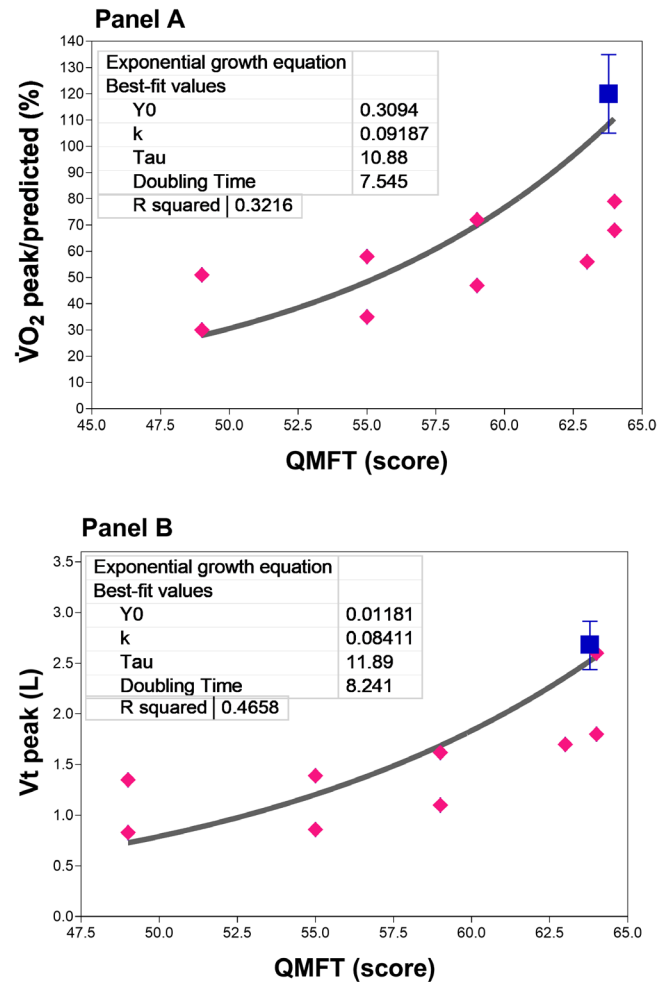 Panel A
140
130
120
110
100
90
80
70
60
50
40
30
20
10
0
V̇O2 peak/predicted (%)
Exponential growth equation
Best-fit values
Y0 0.3094
k 0.09187
Tau 10.88
Doubling Time 7.545
R squared 0.3216
45.0 47.5 50.0 52.5 55.0 57.5 60.0 62.5 65.0
QMFT (score)
Panel B
3.5
3.0
2.5
2.0
1.5
1.0
0.5
0.0
Vt peak (L)
Exponential growth equation
Best-fit values
Y0 0.01181
k 0.08411
Tau 11.89
Doubling Time 8.241
R squared 0.4658
47.5 50.0 52.5 55.0 57.5 60.0 62.5 65.0
QMFT (score)